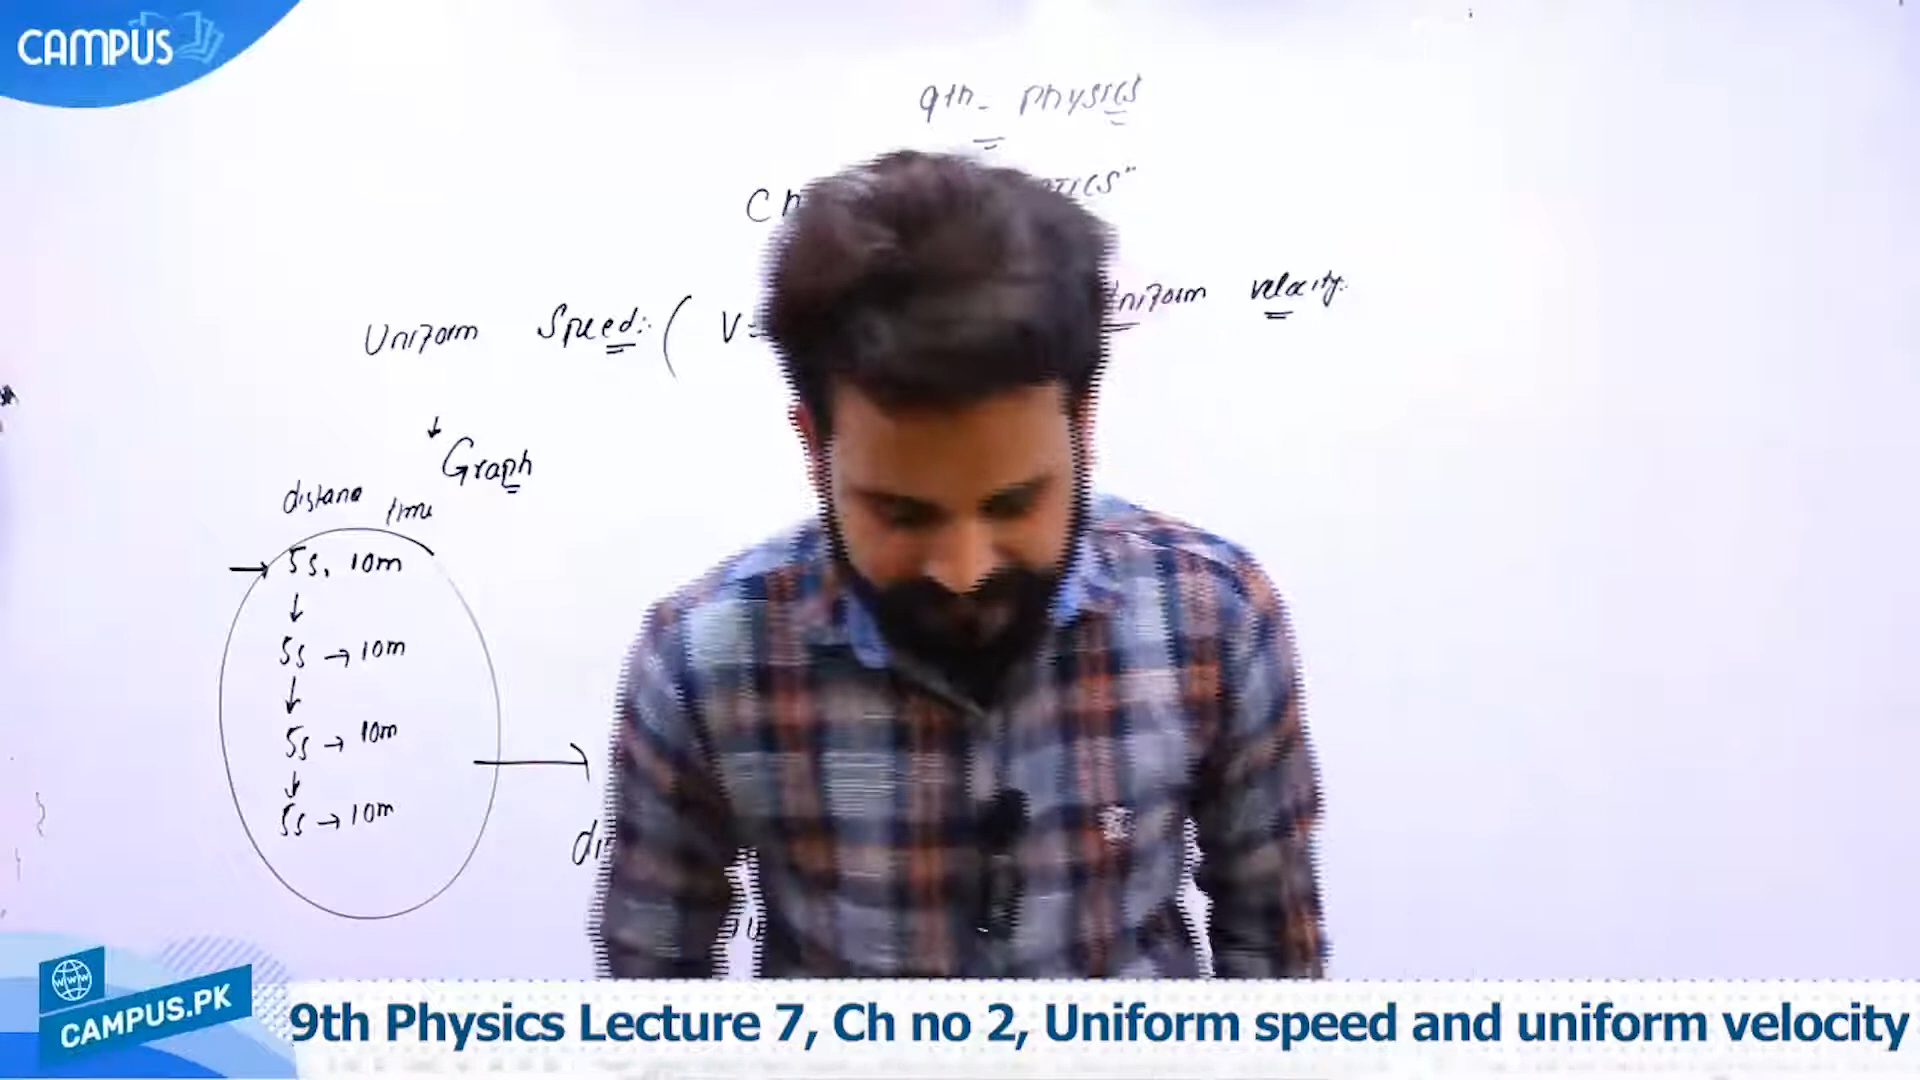 CAMPUS
9th- Physics
Uniform Speed: ( V= Uniform velocity.
Graph
distance time
5s, 10m
5s → 10m
5s → 10m
5s → 10m
www
CAMPUS.PK
9th Physics Lecture 7, Ch no 2, Uniform speed and uniform velocity